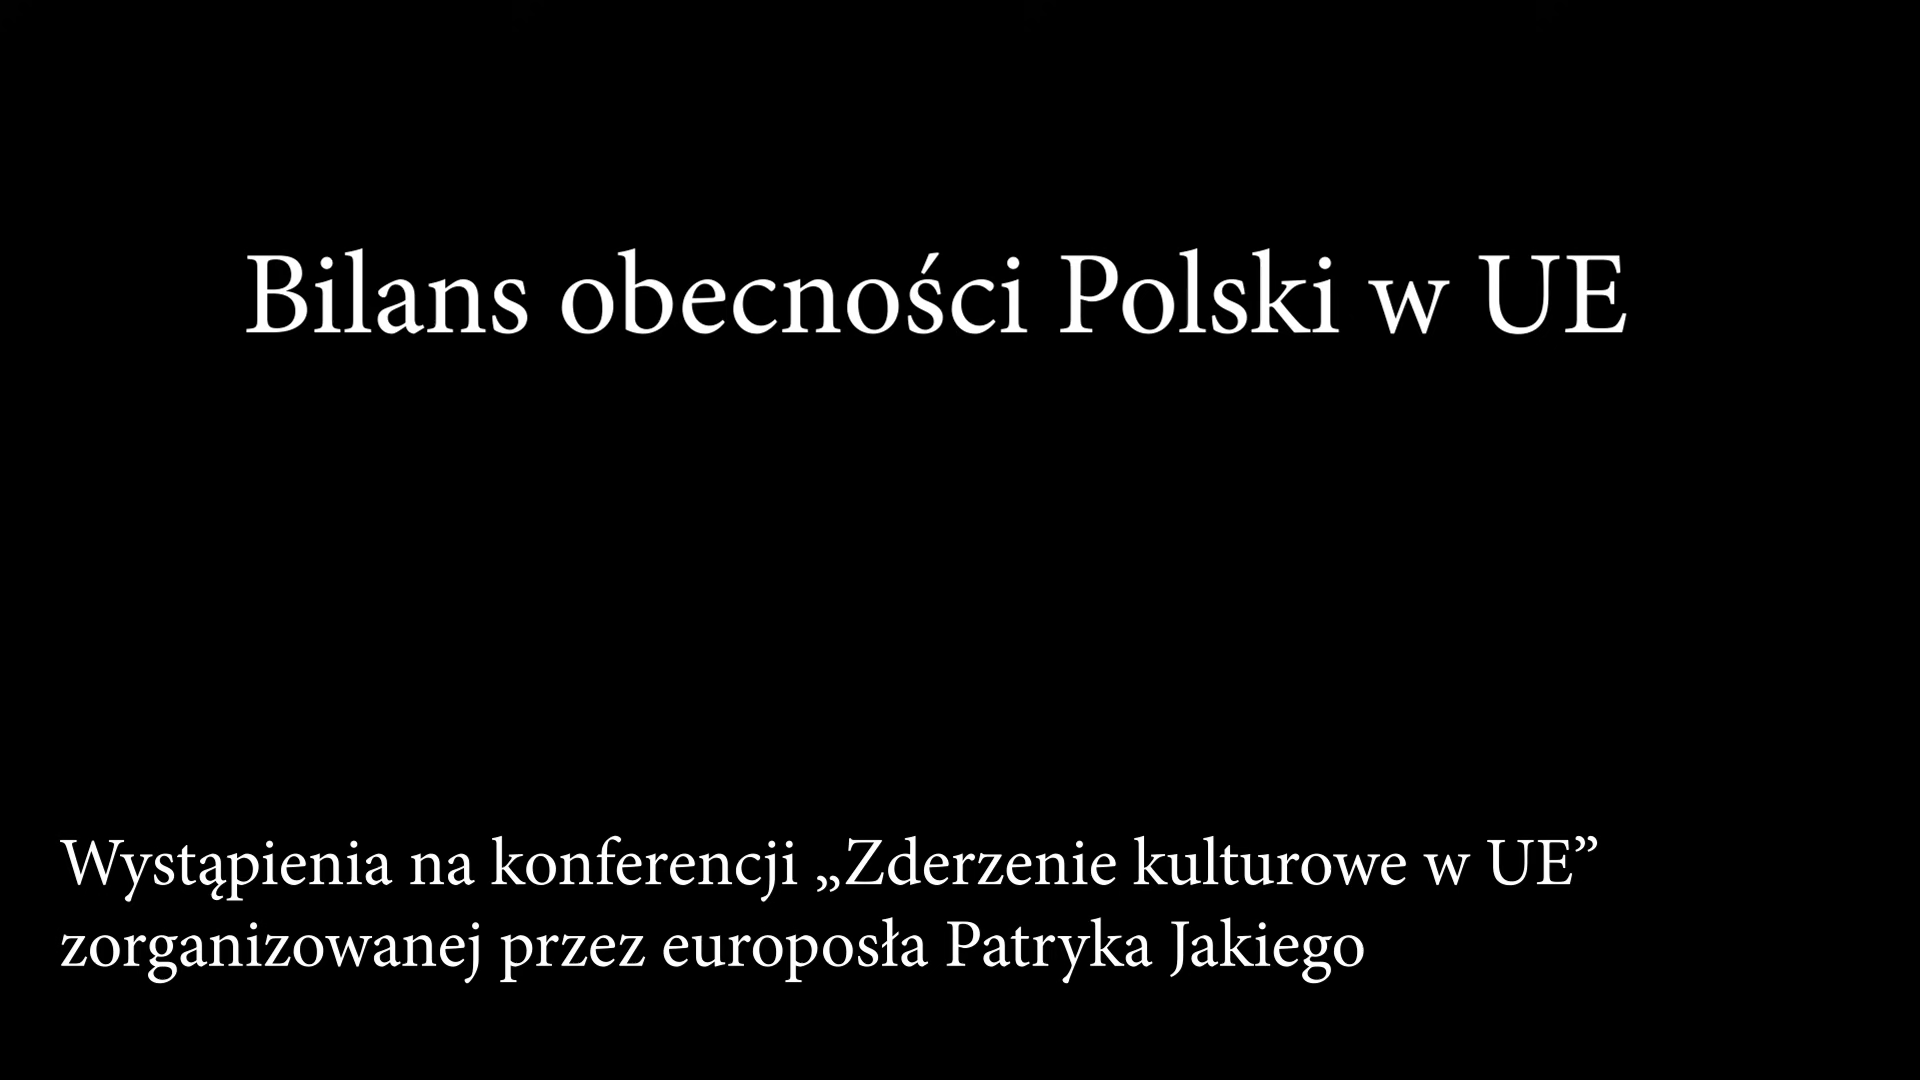 Bilans obecności Polski w UE
Wystąpienia na konferencji „Zderzenie kulturowe w UE”
zorganizowanej przez europosła Patryka Jakiego